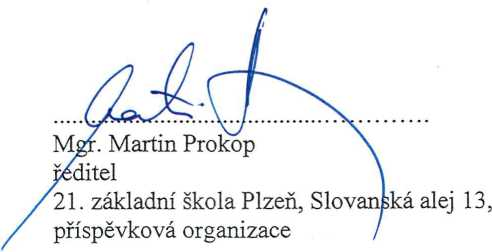 Mgr. Martin Prokop
ředitel
21. základní škola Plzeň, Slovanská alej 13,
příspěvková organizace